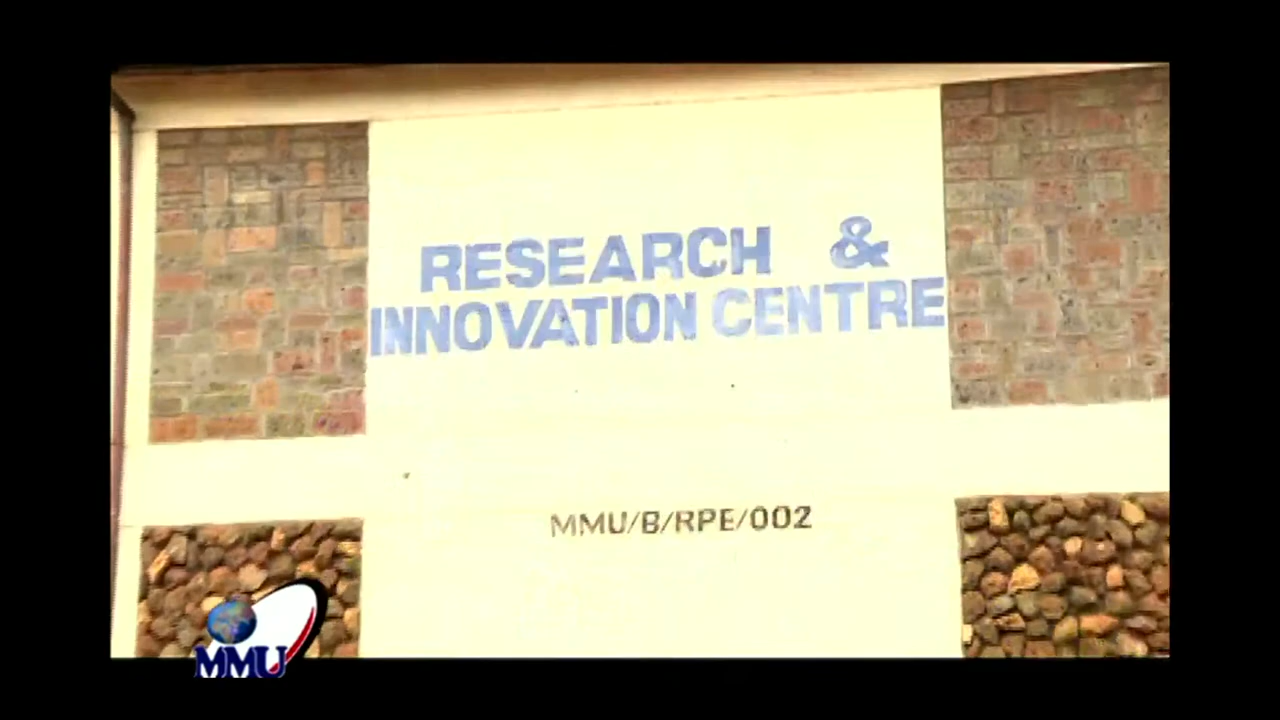 RESEARCH &
INNOVATION CENTRE
MMU/B/RPE/002
MMU